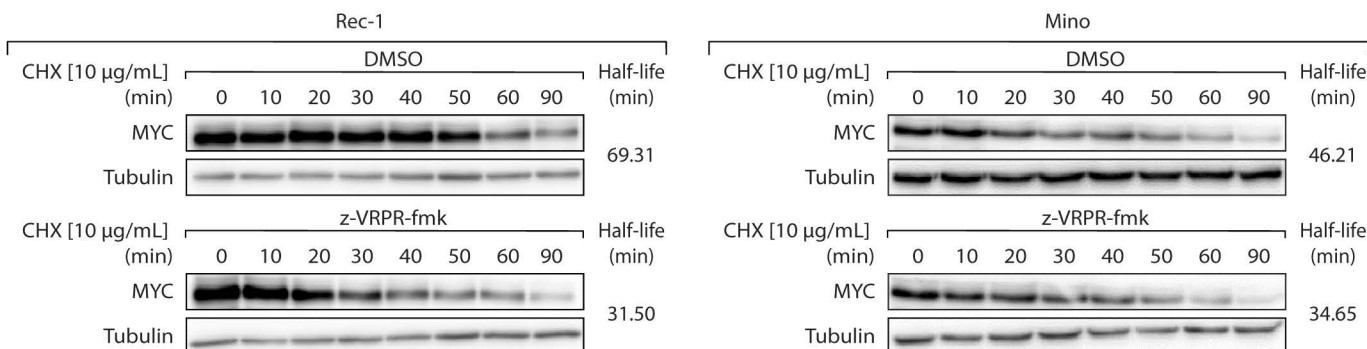 Rec-1
DMSO
CHX [10 µg/mL]
(min)
0 10 20 30 40 50 60 90
Half-life
(min)
MYC
Tubulin
69.31
z-VRPR-fmk
CHX [10 µg/mL]
(min)
0 10 20 30 40 50 60 90
Half-life
(min)
MYC
Tubulin
31.50
Mino
DMSO
CHX [10 µg/mL]
(min)
0 10 20 30 40 50 60 90
Half-life
(min)
MYC
Tubulin
46.21
z-VRPR-fmk
CHX [10 µg/mL]
(min)
0 10 20 30 40 50 60 90
Half-life
(min)
MYC
Tubulin
34.65